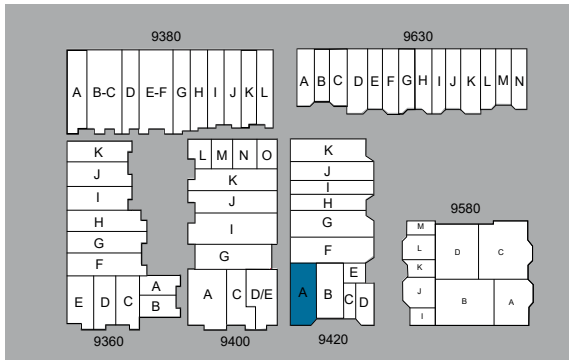 9380
9630
A B-C D E-F G H I J K L
A B C D E F G H I J K L M N
K
J
I
H
G
F
E D C A
B
9360
L M N O
K
J
I
G
A C D/E
9400
K
J
I
H
G
F
E
A B C D
9420
9580
M
L
K
J
I
D C
B A